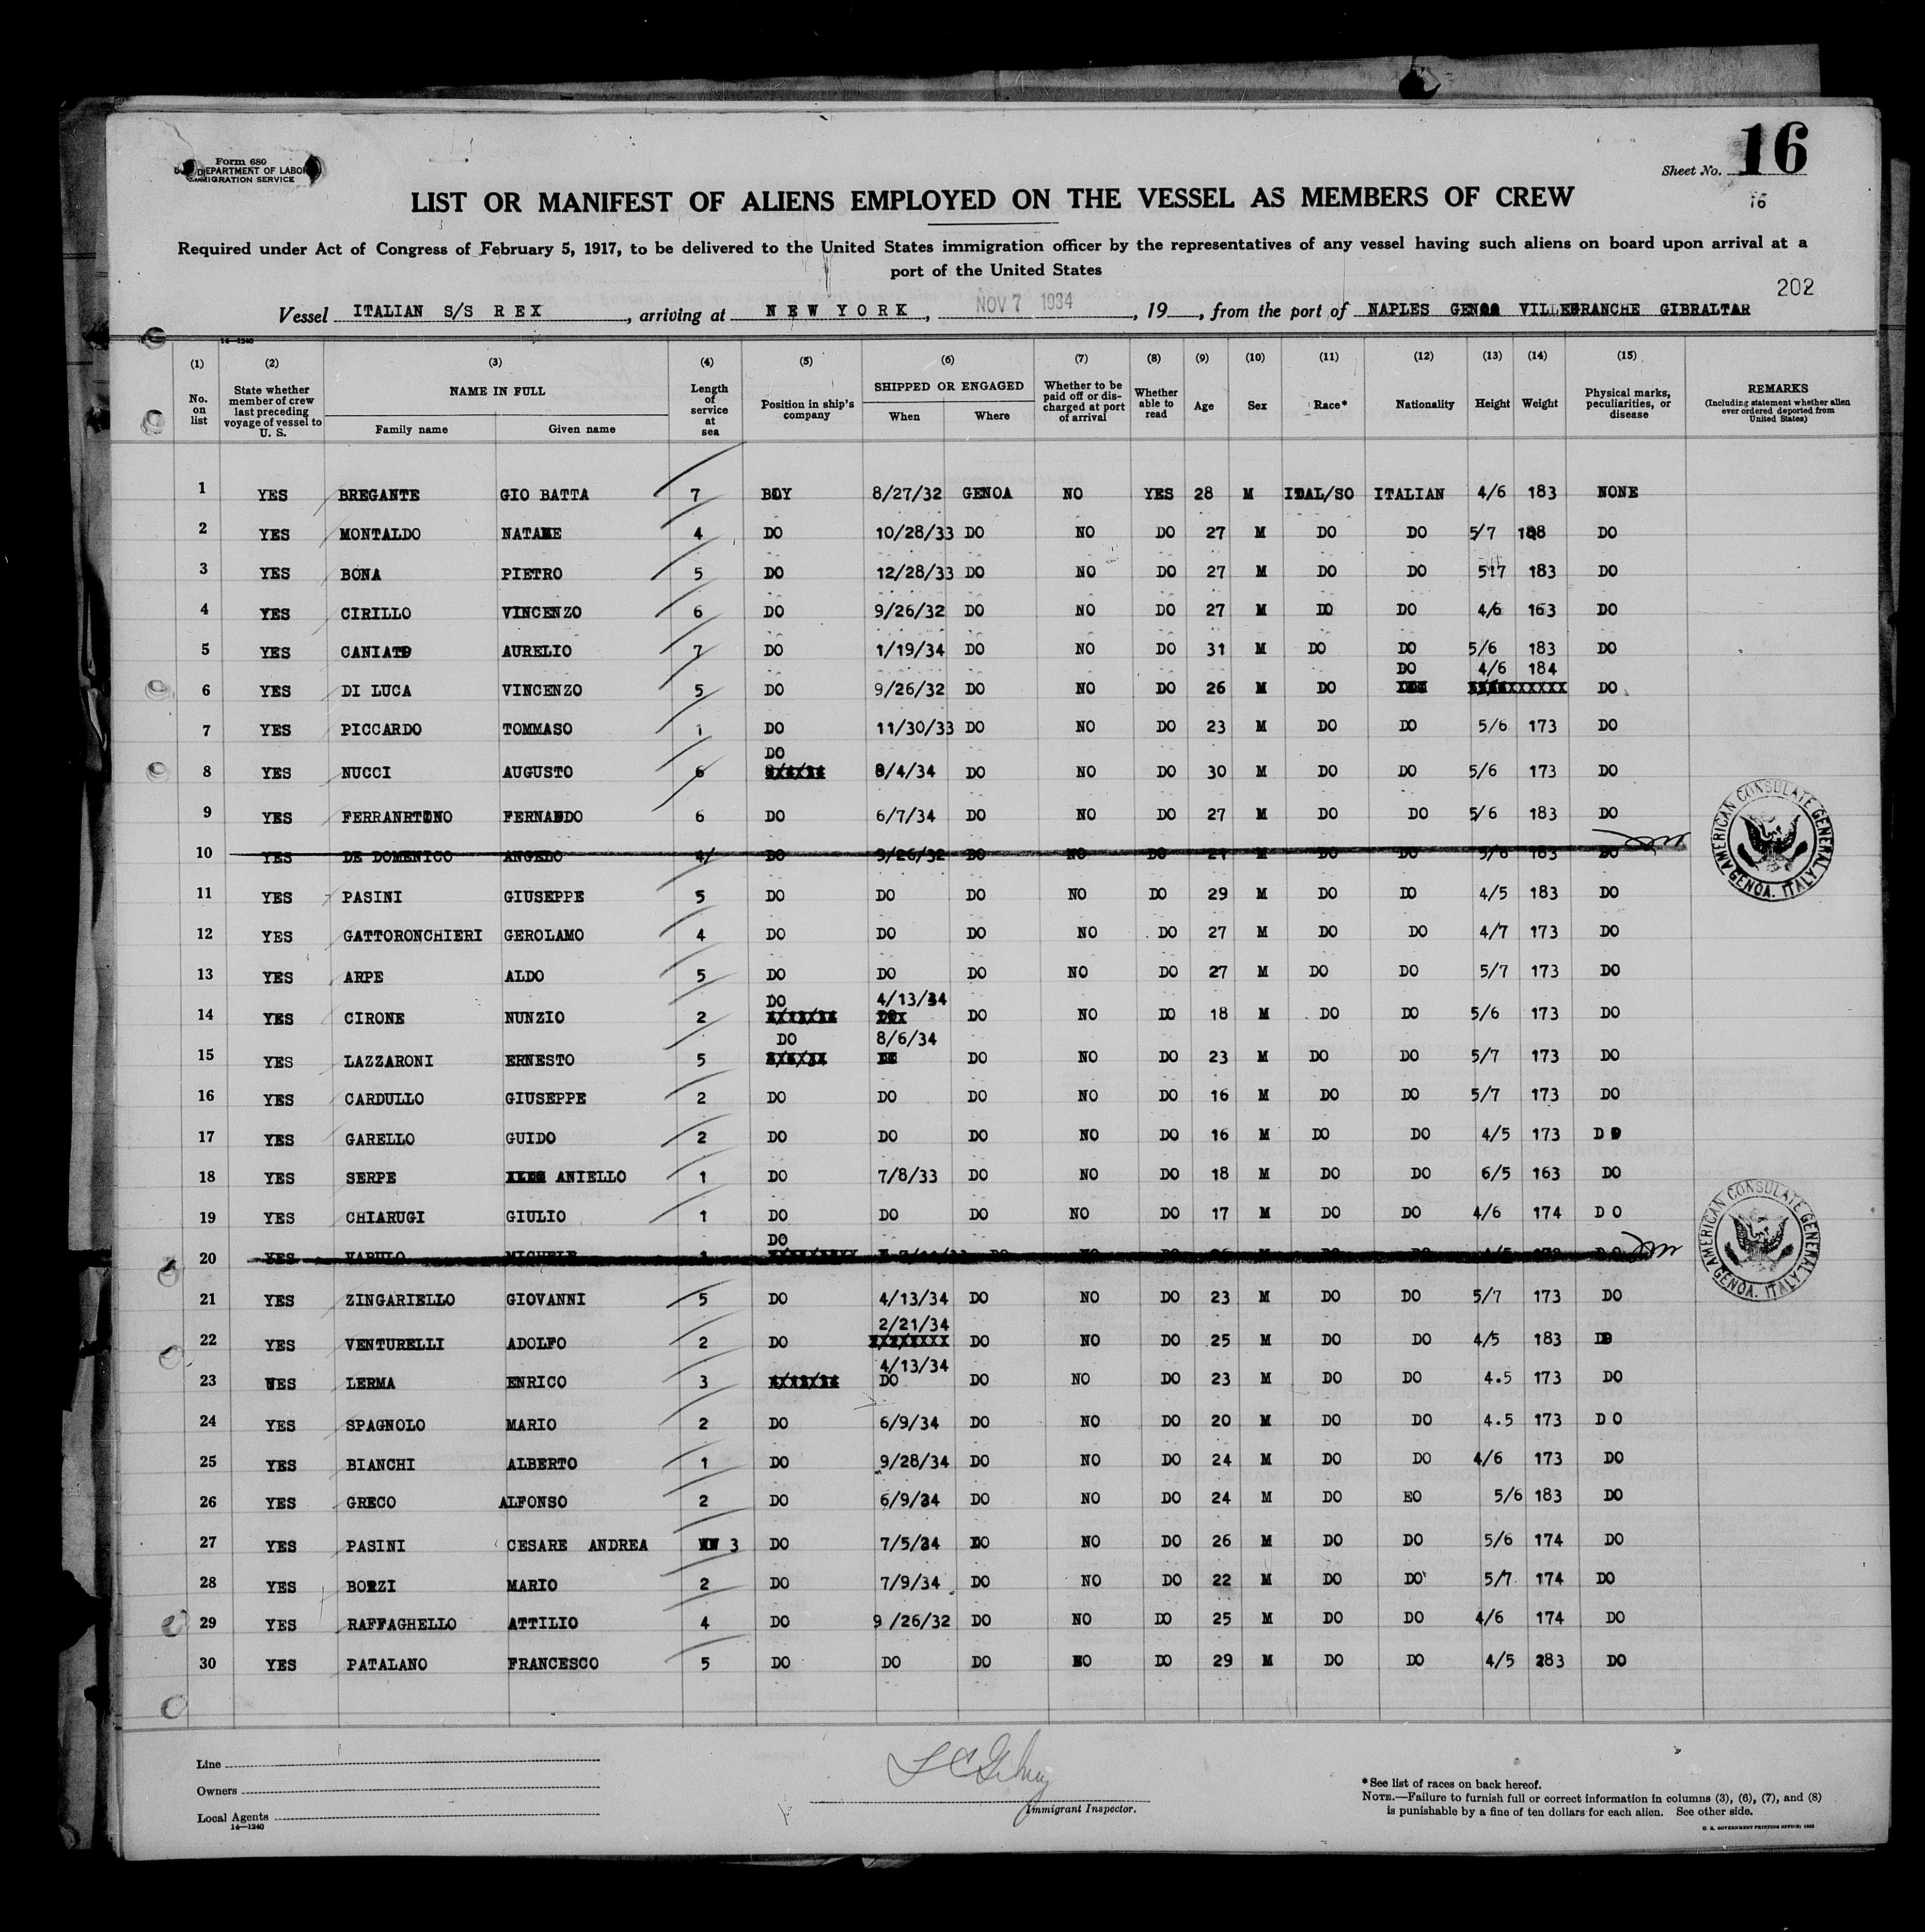 Form 680
DEPARTMENT OF LABOR
IMMIGRATION SERVICE
Sheet No. 16
16
LIST OR MANIFEST OF ALIENS EMPLOYED ON THE VESSEL AS MEMBERS OF CREW
Required under Act of Congress of February 5, 1917, to be delivered to the United States immigration officer by the representatives of any vessel having such aliens on board upon arrival at a
port of the United States
202
Vessel ITALIAN S/S REX, arriving at NEW YORK, NOV 7 1934, 19, from the port of NAPLES GENOA VILLEFRANCHE GIBRALTAR
14-1240
(1) (2) (3) (4) (5) (6) (7) (8) (9) (10) (11) (12) (13) (14) (15)
No. on list
State whether member of crew last preceding voyage of vessel to U. S.
NAME IN FULL
Family name
Given name
Length of service at sea
Position in ship's company
SHIPPED OR ENGAGED
When
Where
Whether to be paid off or discharged at port of arrival
Whether able to read
Age
Sex
Race*
Nationality
Height
Weight
Physical marks, peculiarities, or disease
REMARKS
(Including statement whether alien ever ordered deported from United States)
1 YES BREGANTE GIO BATTA 7 BOY 8/27/32 GENOA NO YES 28 M ITAL/SO ITALIAN 4/6 183 NONE
2 YES MONTALDO NATALE 4 DO 10/28/33 DO NO DO 27 M DO DO 5/7 DO
3 YES BONA PIETRO 5 DO 12/28/33 DO NO DO 27 M DO DO 5!7 183 DO
4 YES CIRILLO VINCENZO 6 DO 9/26/32 DO NO DO 27 M DO DO 4/6 163 DO
5 YES CANIATO AURELIO 7 DO 1/19/34 DO NO DO 31 M DO DO 5/6 183 DO
DO 4/6 184
6 YES DI LUCA VINCENZO 5 DO 9/26/32 DO NO DO 26 M DO DO
7 YES PICCARDO TOMMASO 1 DO 11/30/33 DO NO DO 23 M DO DO 5/6 173 DO
DO
8 YES NUCCI AUGUSTO 6 8/4/34 8/4/34 DO NO DO 30 M DO DO 5/6 173 DO
9 YES FERNANDO 6 DO 6/7/34 DO NO DO 27 M DO DO 5/6 183 DO
10 YES DE DOMENICO ANGELO 4/ DO 9/26/32 DO NO DO M DO DO 5/6 183 DO
11 YES PASINI GIUSEPPE 5 DO DO DO NO DO 29 M DO DO 4/5 183 DO
12 YES GATTORONCHIERI GEROLAMO 4 DO DO DO NO DO 27 M DO DO 4/7 173 DO
13 YES ARPE ALDO 5 DO DO DO NO DO 27 M DO DO 5/7 173 DO
DO 4/13/34
14 YES CIRONE NUNZIO 2 4/13/34 DO NO DO 18 M DO DO 5/6 173 DO
DO 8/6/34
15 YES LAZZARONI ERNESTO 5 8/6/34 DO NO DO 23 M DO DO 5/7 173 DO
16 YES CARDULLO GIUSEPPE 2 DO DO DO NO DO 16 M DO DO 5/7 173 DO
17 YES GARELLO GUIDO 2 DO DO DO NO DO 16 M DO DO 4/5 173 D O
18 YES SERPE ANIELLO 1 DO 7/8/33 DO NO DO 18 M DO DO 6/5 163 DO
19 YES CHIARUGI GIULIO 1 DO DO DO NO DO 17 M DO DO 4/6 174 D O
DO
20 YES MICHELE 1 DO
21 YES ZINGARIELLO GIOVANNI 5 DO 4/13/34 DO NO DO 23 M DO DO 5/7 173 DO
2/21/34
22 YES VENTURELLI ADOLFO 2 DO DO NO DO 25 M DO DO 4/5 183 DO
4/13/34
23 YES LERMA ENRICO 3 4/13/34 DO DO NO DO 23 M DO DO 4.5 173 DO
24 YES SPAGNOLO MARIO 2 DO 6/9/34 DO NO DO 20 M DO DO 4.5 173 D O
25 YES BIANCHI ALBERTO 1 DO 9/28/34 DO NO DO 24 M DO DO 4/6 173 DO
26 YES GRECO ALFONSO 2 DO 6/9/34 DO NO DO 24 M DO EO 5/6 183 DO
27 YES PASINI CESARE ANDREA 3 DO 7/5/34 DO NO DO 26 M DO DO 5/6 174 DO
28 YES BORZI MARIO 2 DO 7/9/34 DO NO DO 22 M DO DO 5/7 174 DO
29 YES RAFFAGHELLO ATTILIO 4 DO 9 /26/32 DO NO DO 25 M DO DO 4/6 174 DO
30 YES PATALANO FRANCESCO 5 DO DO DO NO DO 29 M DO DO 4/5 DO
AMERICAN CONSULATE GENERAL GENOA, ITALY
AMERICAN CONSULATE GENERAL GENOA, ITALY
Line
Owners
Local Agents
14-1240
Immigrant Inspector.
*See list of races on back hereof.
NOTE.—Failure to furnish full or correct information in columns (3), (6), (7), and (8)
is punishable by a fine of ten dollars for each alien. See other side.
U. S. GOVERNMENT PRINTING OFFICE: 1932